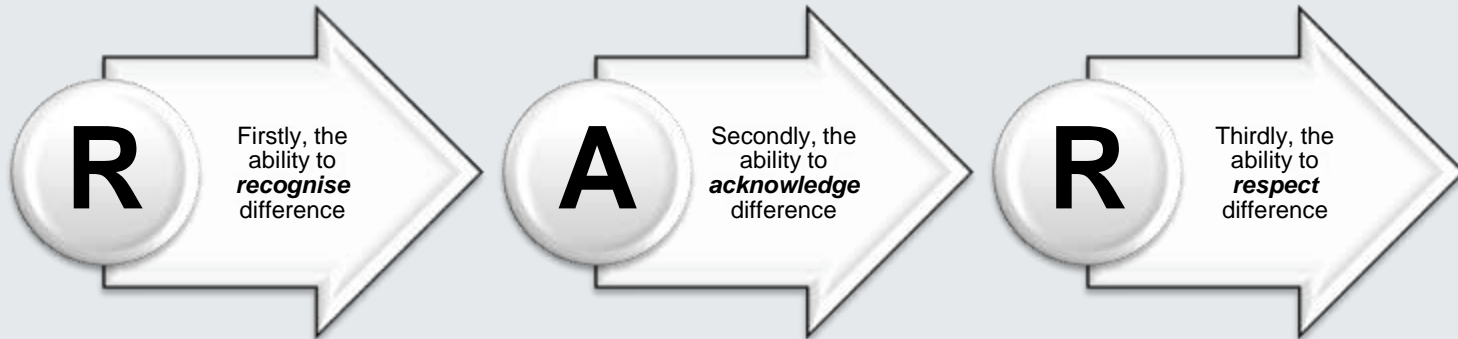 R
Firstly, the
ability to
recognise
difference
A
Secondly, the
ability to
acknowledge
difference
R
Thirdly, the
ability to
respect
difference